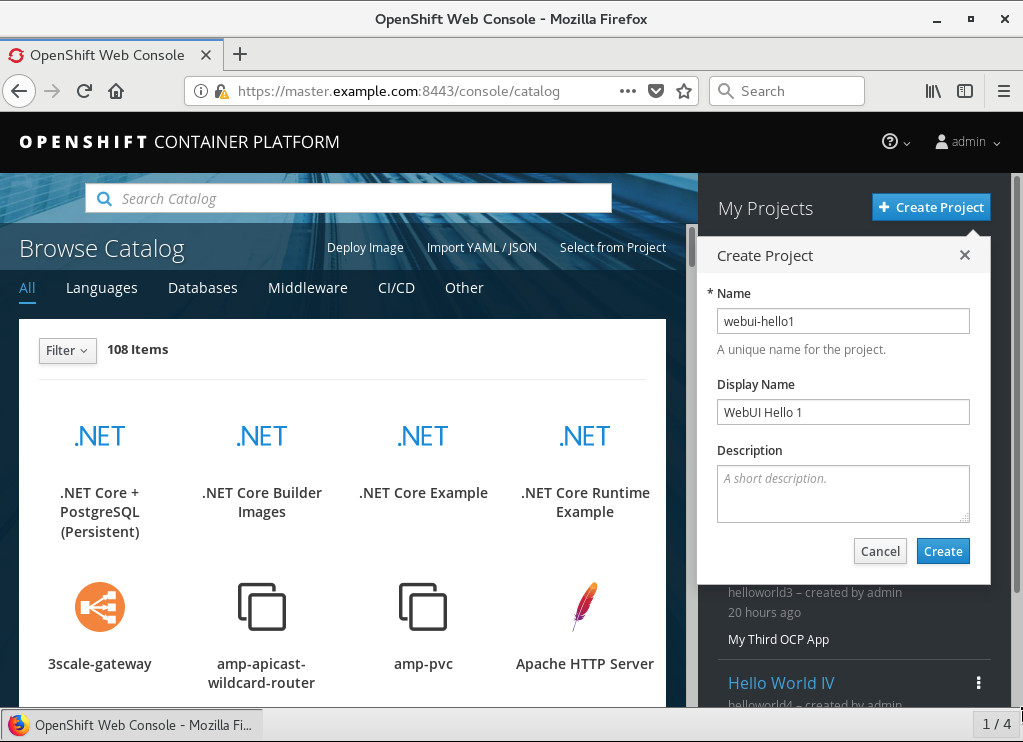 OpenShift Web Console - Mozilla Firefox
OpenShift Web Console
https://master.example.com:8443/console/catalog
Search
OPENSHIFT CONTAINER PLATFORM
admin
Search Catalog
My Projects
Create Project
Browse Catalog
Deploy Image
Import YAML / JSON
Select from Project
All
Languages
Databases
Middleware
CI/CD
Other
Filter
108 Items
.NET
.NET
.NET
.NET
.NET Core +
PostgreSQL
(Persistent)
.NET Core Builder
Images
.NET Core Example
.NET Core Runtime
Example
3scale-gateway
amp-apicast-
wildcard-router
amp-pvc
Apache HTTP Server
Create Project
* Name
webui-hello1
A unique name for the project.
Display Name
WebUI Hello 1
Description
A short description.
Cancel
Create
helloworld3 – created by admin
20 hours ago
My Third OCP App
Hello World IV
helloworld4 – created by admin
OpenShift Web Console - Mozilla Fi...
1 / 4